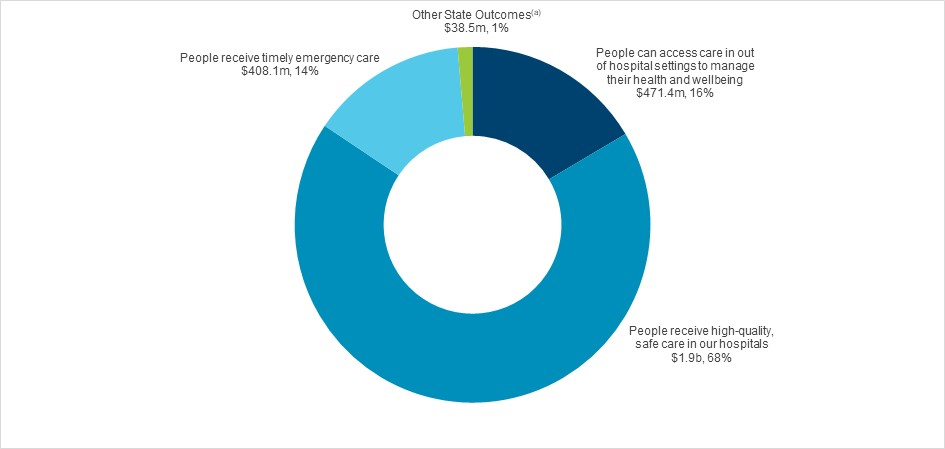 Other State Outcomes(a)
$38.5m, 1%
People receive timely emergency care
$408.1m, 14%
People can access care in out
of hospital settings to manage
their health and wellbeing
$471.4m, 16%
People receive high-quality,
safe care in our hospitals
$1.9b, 68%